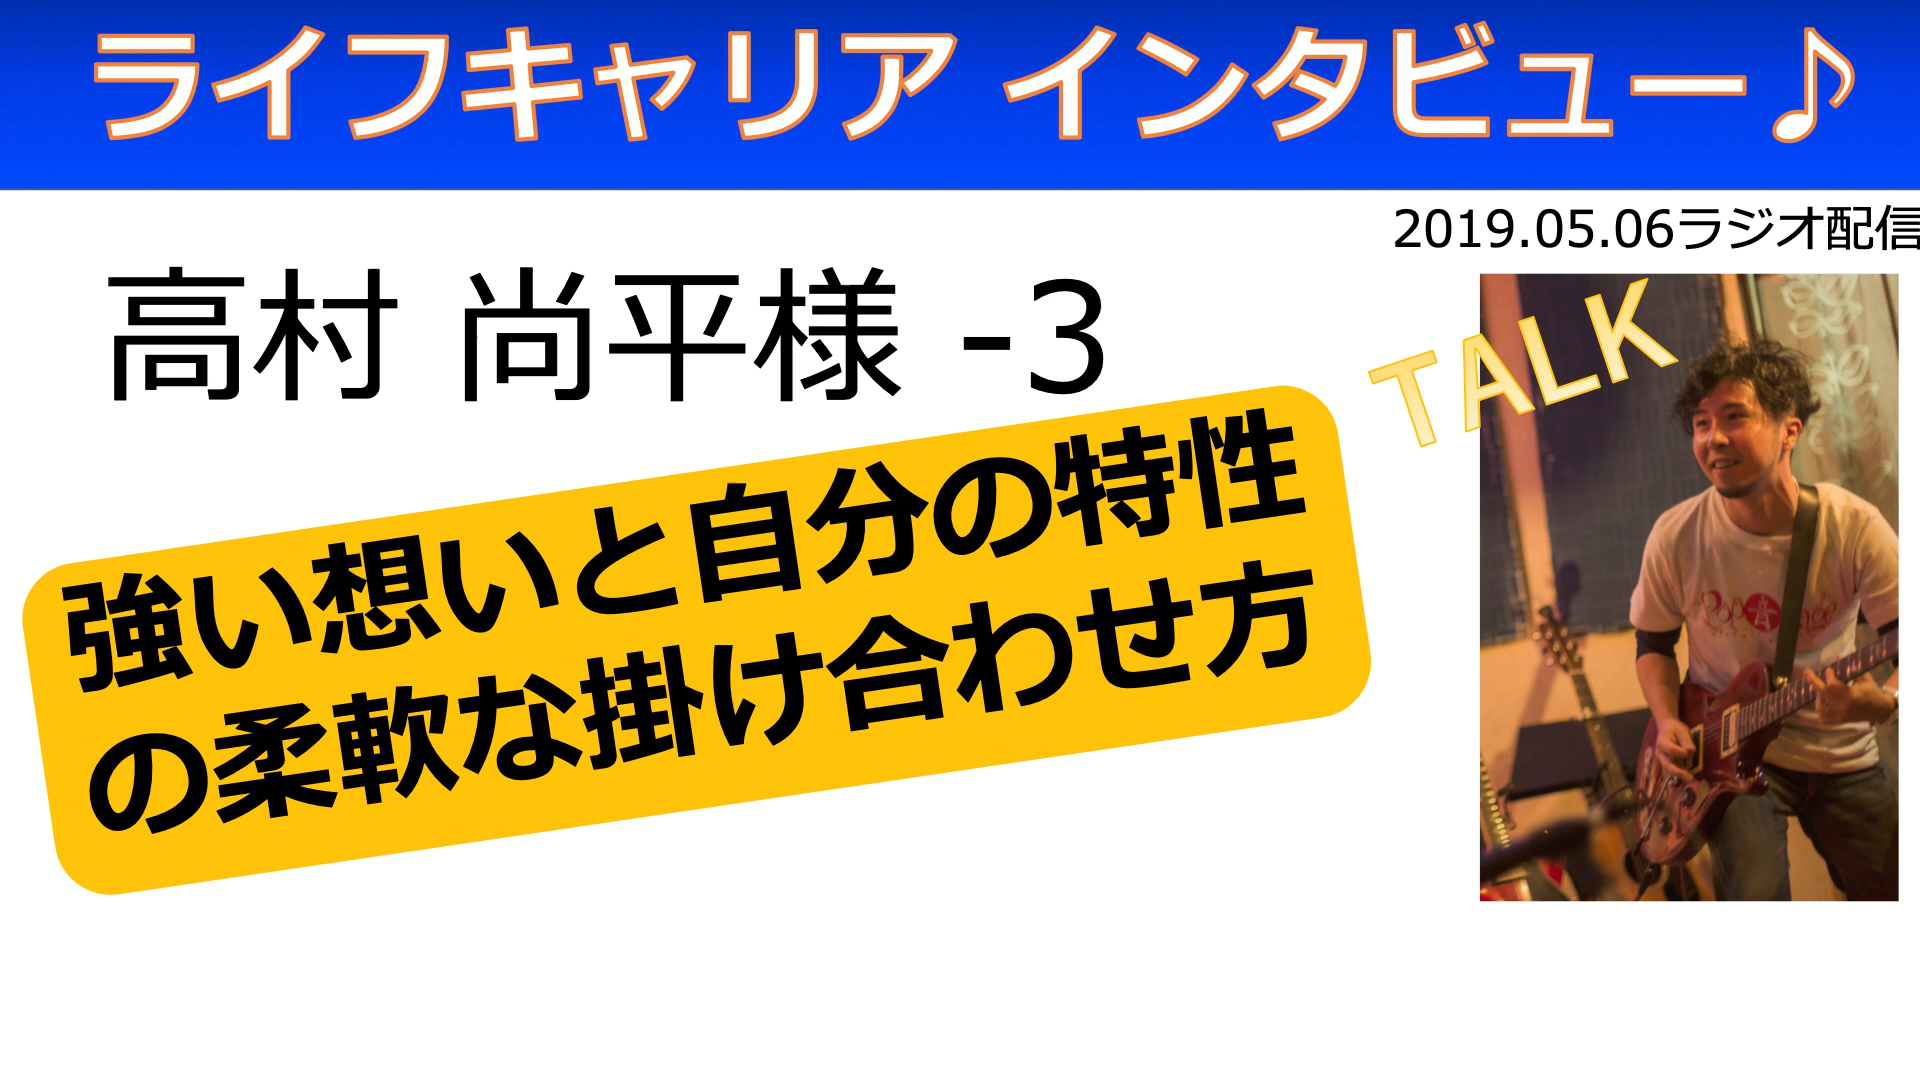 ライフキャリア インタビュー♪
2019.05.06ラジオ配信
高村 尚平様 -3
TALK
強い想いと自分の特性
の柔軟な掛け合わせ方